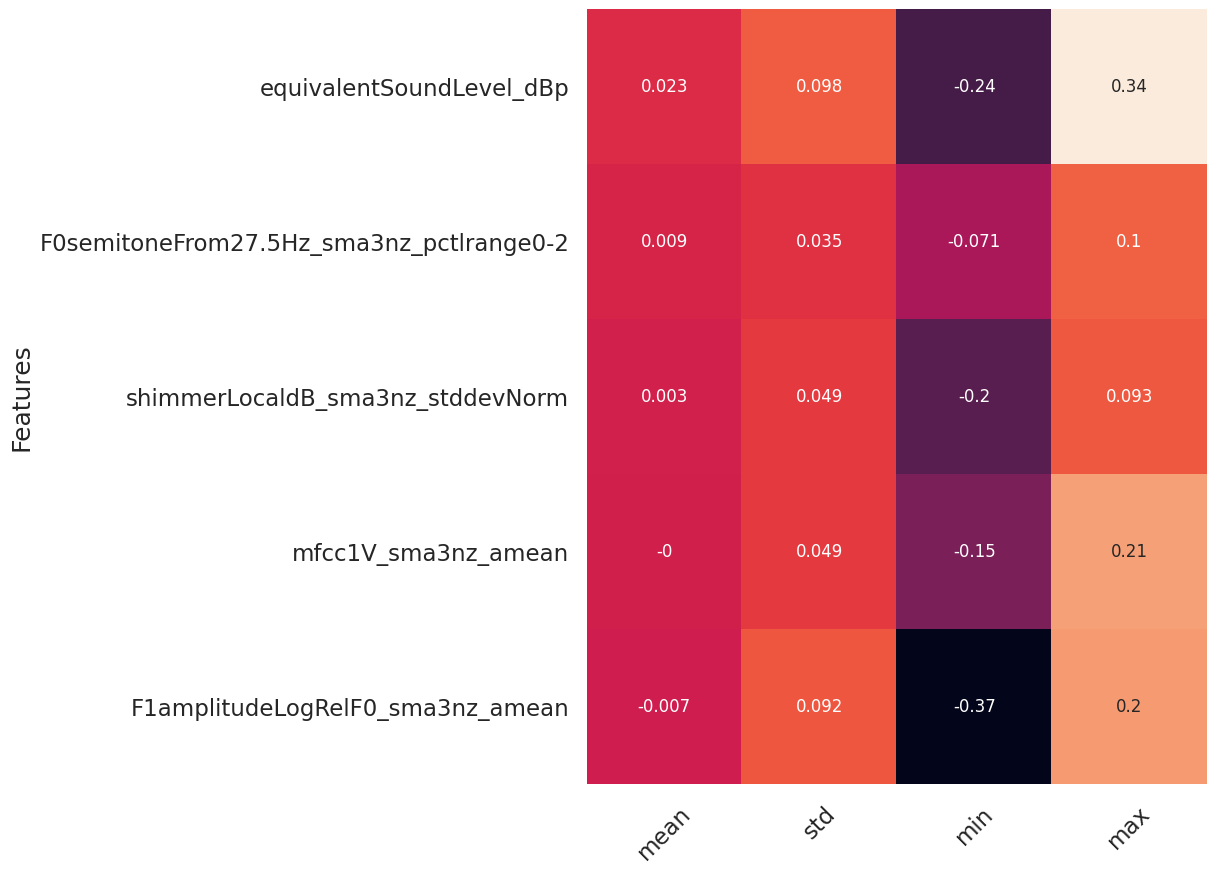 equivalentSoundLevel_dBp 0.023 0.098 -0.24 0.34
F0semitoneFrom27.5Hz_sma3nz_pctlrange0-2 0.009 0.035 -0.071 0.1
shimmerLocaldB_sma3nz_stddevNorm 0.003 0.049 -0.2 0.093
mfcc1V_sma3nz_amean -0 0.049 -0.15 0.21
F1amplitudeLogRelF0_sma3nz_amean -0.007 0.092 -0.37 0.2
Features
mean std min max